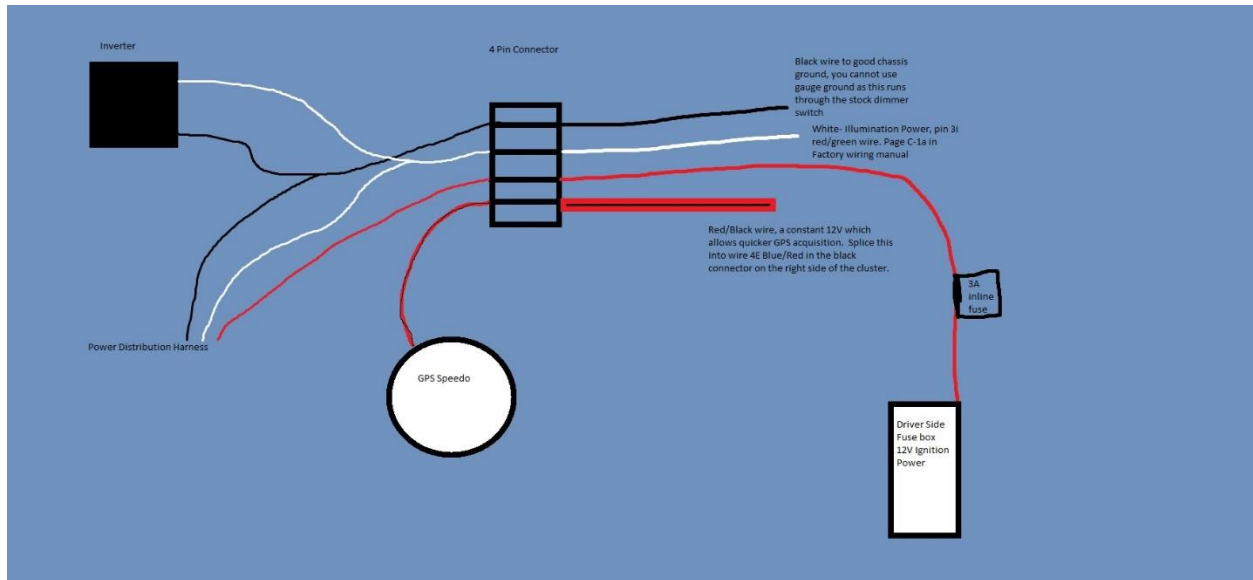 Inverter
4 Pin Connector
Black wire to good chassis
ground, you cannot use
gauge ground as this runs
through the stock dimmer
switch
White- Illumination Power, pin 3i
red/green wire. Page C-1a in
Factory wiring manual
Red/Black wire, a constant 12V which
allows quicker GPS acquisition. Splice this
into wire 4E Blue/Red in the black
connector on the right side of the cluster.
3A
inline
fuse
Power Distribution Harness
GPS Speedo
Driver Side
Fuse box
12V Ignition
Power